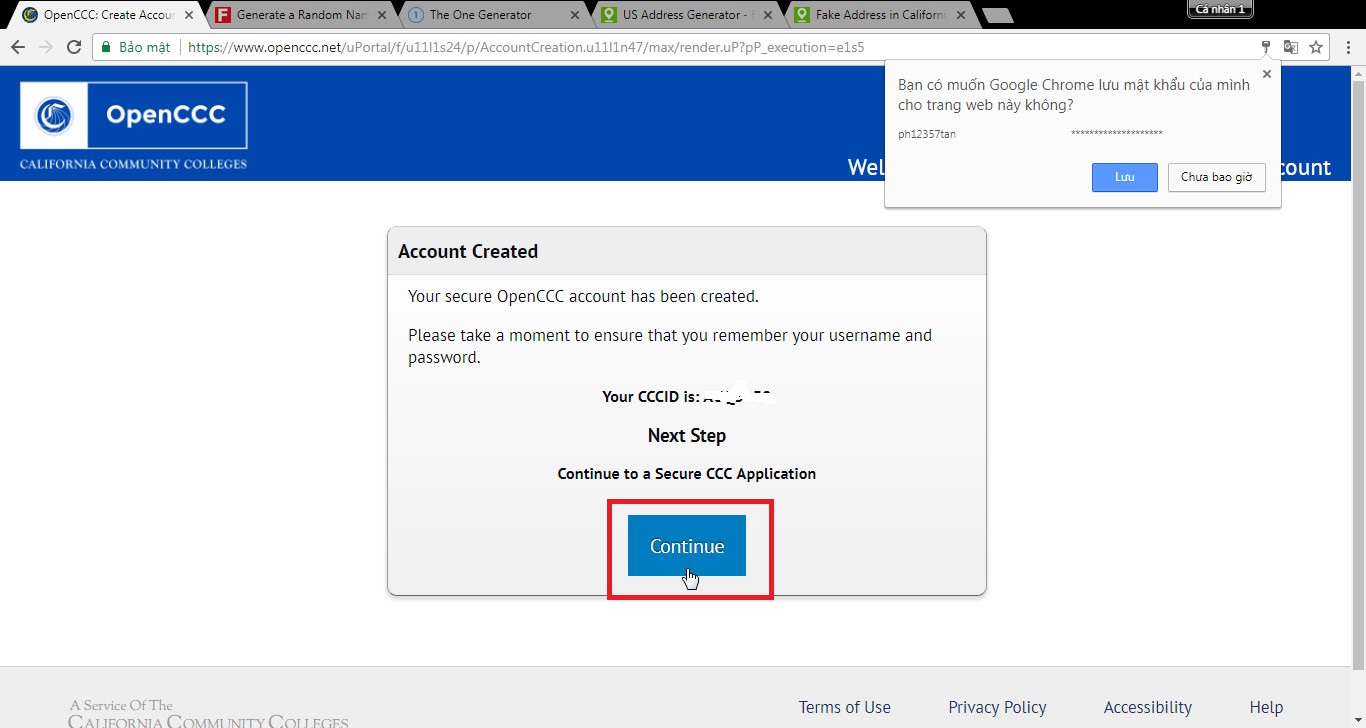 OpenCCC: Create Accou
Generate a Random Nam
The One Generator
US Address Generator -
Fake Address in Californi
Cá nhân 1
Bảo mật
https://www.openccc.net/uPortal/f/u11l1s24/p/AccountCreation.u11l1n47/max/render.uP?pP_execution=e1s5
Bạn có muốn Google Chrome lưu mật khẩu của mình
cho trang web này không?
ph12357tan
********************
Lưu
Chưa bao giờ
OpenCCC
CALIFORNIA COMMUNITY COLLEGES
Wel
count
Account Created
Your secure OpenCCC account has been created.
Please take a moment to ensure that you remember your username and
password.
Your CCCID is:
Next Step
Continue to a Secure CCC Application
Continue
A Service Of The
CALIFORNIA COMMUNITY COLLEGES
Terms of Use
Privacy Policy
Accessibility
Help